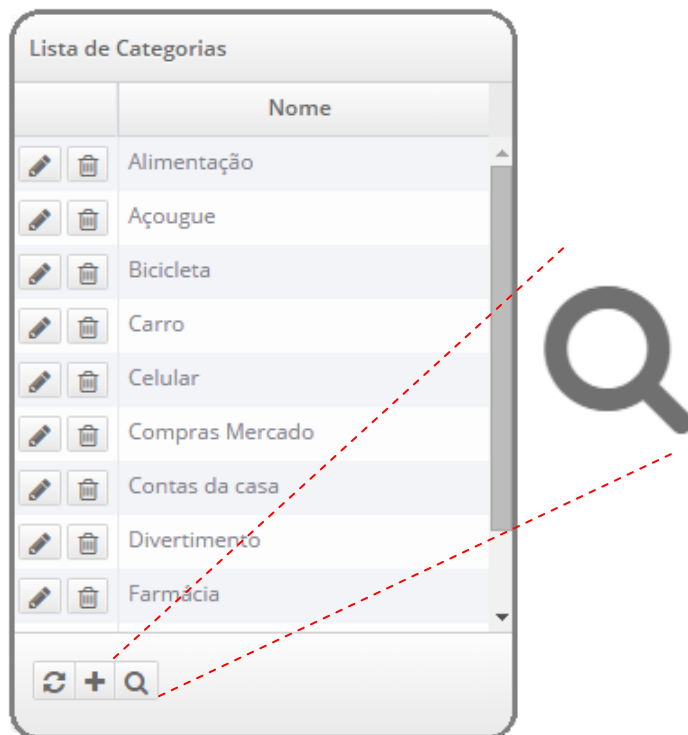 Lista de Categorias
Nome
Alimentação
Açougue
Bicicleta
Carro
Celular
Compras Mercado
Contas da casa
Divertimento
Farmácia